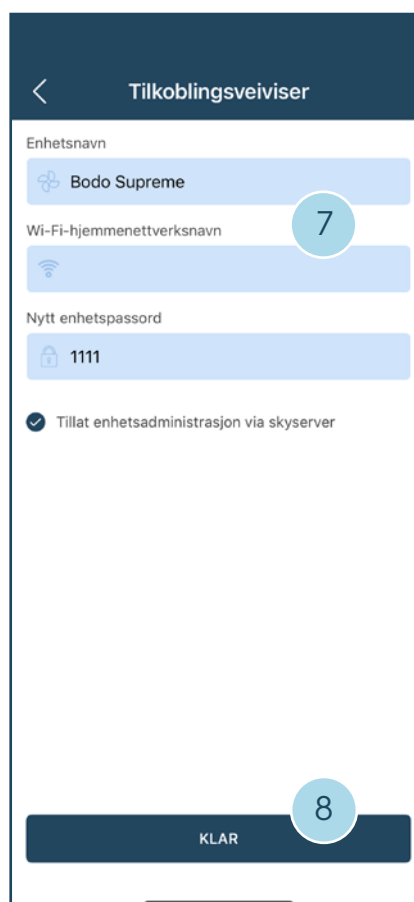 Tilkoblingsveiviser
Enhetsnavn
Bodo Supreme
7
Wi-Fi-hjemmenettverksnavn
Nytt enhetspassord
1111
Tillat enhetsadministrasjon via skyserver
8
KLAR